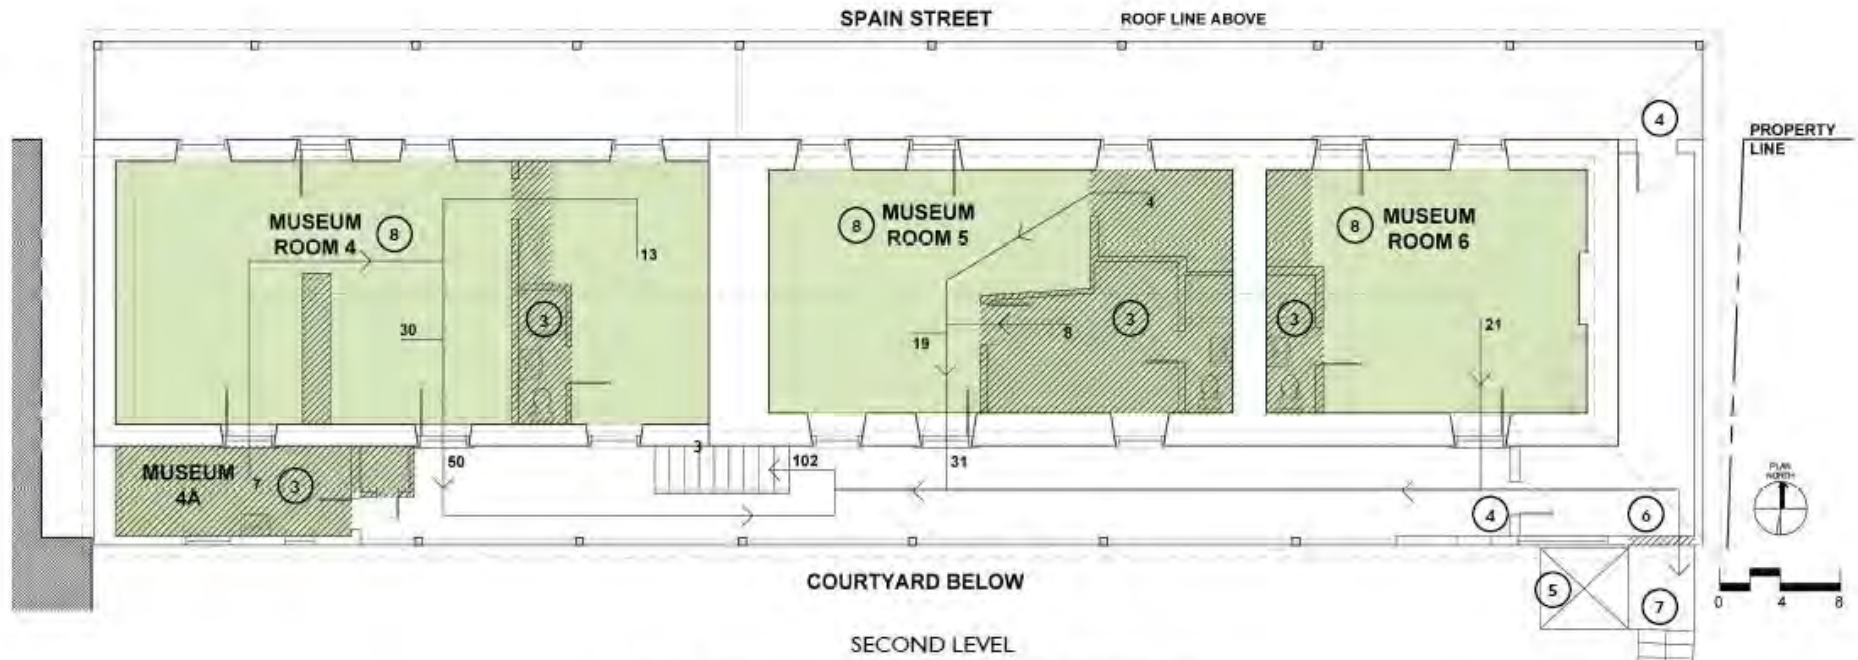 SPAIN STREET
ROOF LINE ABOVE
4
PROPERTY
LINE
MUSEUM
ROOM 4
8
13
30
3
8
MUSEUM
ROOM 5
4
19
8
3
8
MUSEUM
ROOM 6
3
21
MUSEUM
4A
7
3
50
3
102
31
4
6
PLAN
NORTH
COURTYARD BELOW
5
7
0 4 8
SECOND LEVEL